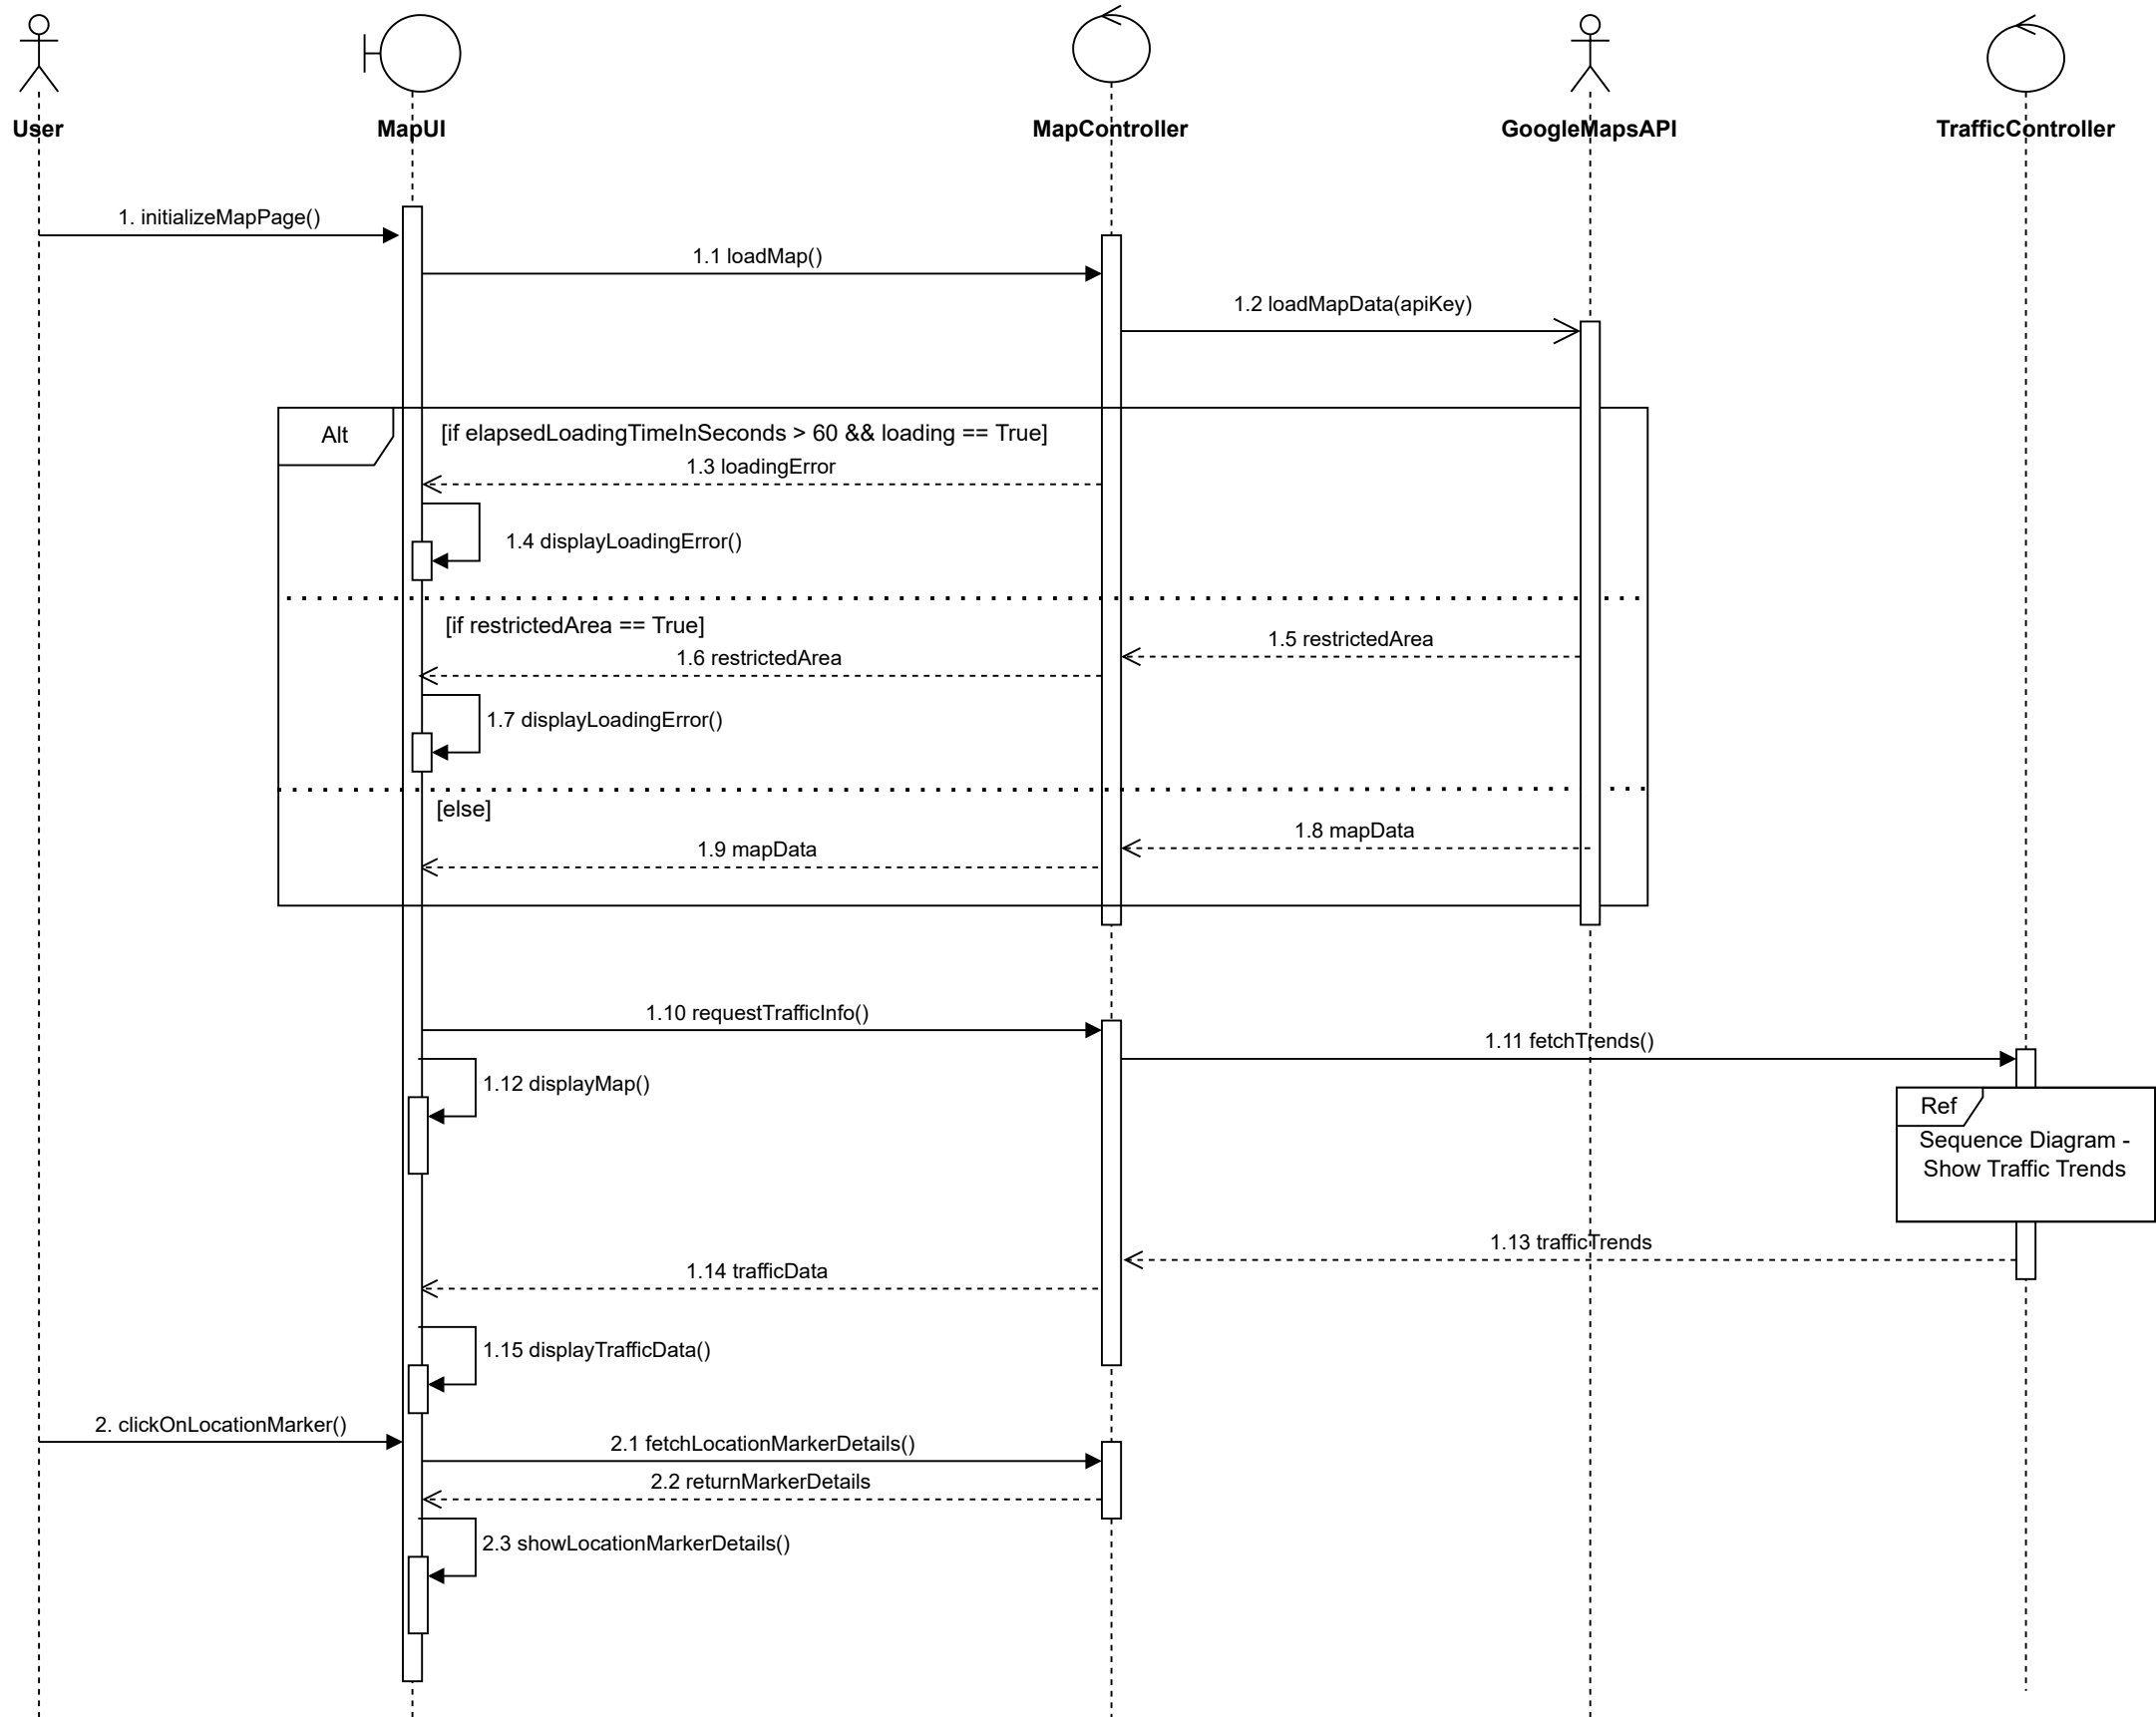 User
MapUI
MapController
GoogleMapsAPI
TrafficController
1. initializeMapPage()
1.1 loadMap()
1.2 loadMapData(apiKey)
Alt
[if elapsedLoadingTimeInSeconds > 60 && loading == True]
1.3 loadingError
1.4 displayLoadingError()
[if restrictedArea == True]
1.5 restrictedArea
1.6 restrictedArea
1.7 displayLoadingError()
[else]
1.8 mapData
1.9 mapData
1.10 requestTrafficInfo()
1.11 fetchTrends()
1.12 displayMap()
Ref
Sequence Diagram -
Show Traffic Trends
1.13 trafficTrends
1.14 trafficData
1.15 displayTrafficData()
2. clickOnLocationMarker()
2.1 fetchLocationMarkerDetails()
2.2 returnMarkerDetails
2.3 showLocationMarkerDetails()